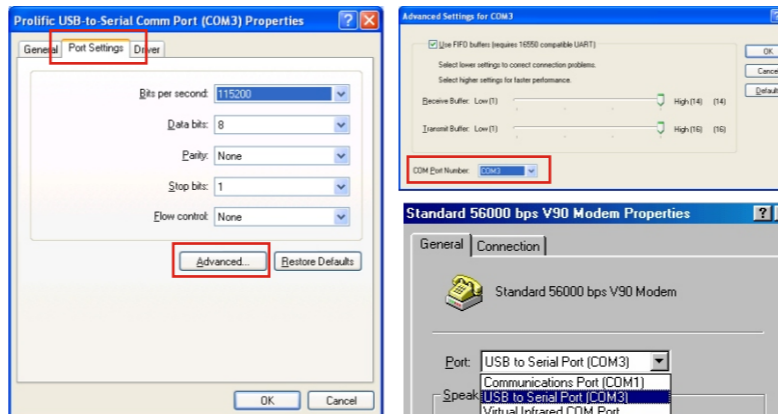 Prolific USB-to-Serial Comm Port (COM3) Properties
General Port Settings Driver
Bits per second: 115200
Data bits: 8
Parity: None
Stop bits: 1
Flow control: None
Advanced... Restore Defaults
OK Cancel
Advanced Settings for COM3
Use FIFO buffers (requires 16550 compatible UART)
Select lower settings to correct connection problems.
Select higher settings for faster performance.
Receive Buffer: Low (1) High (14) (14)
Transmit Buffer: Low (1) High (16) (16)
COM Port Number: COM3
OK
Cancel
Defaults
Standard 56000 bps V90 Modem Properties
General Connection
Standard 56000 bps V90 Modem
Port: USB to Serial Port (COM3)
Communications Port (COM1)
Speak USB to Serial Port (COM3)
Virtual Infrared COM Port